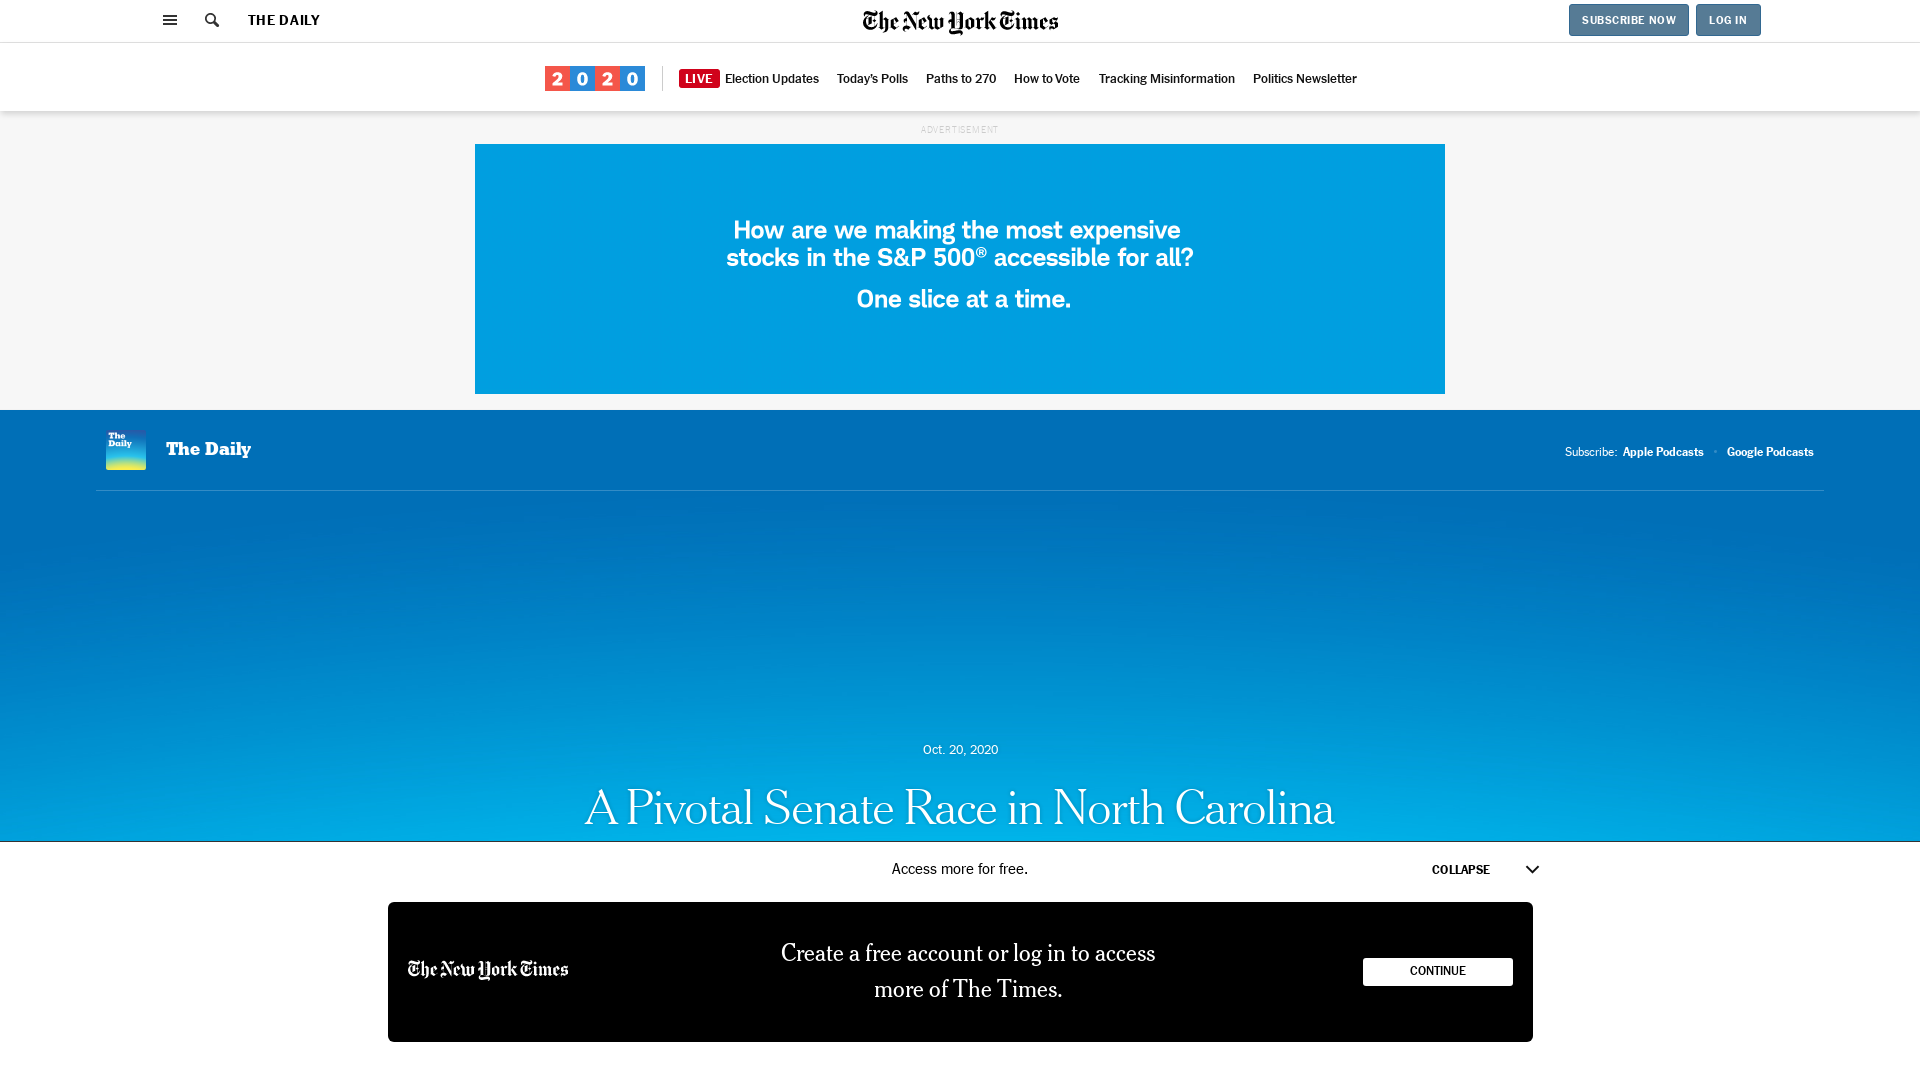 THE DAILY
The New York Times
SUBSCRIBE NOW
LOG IN
2020
LIVE Election Updates
Today's Polls
Paths to 270
How to Vote
Tracking Misinformation
Politics Newsletter
ADVERTISEMENT
How are we making the most expensive
stocks in the S&P 500® accessible for all?
One slice at a time.
The
Daily
The Daily
Subscribe: Apple Podcasts • Google Podcasts
Oct. 20, 2020
A Pivotal Senate Race in North Carolina
Access more for free.
COLLAPSE
The New York Times
Create a free account or log in to access
more of The Times.
CONTINUE